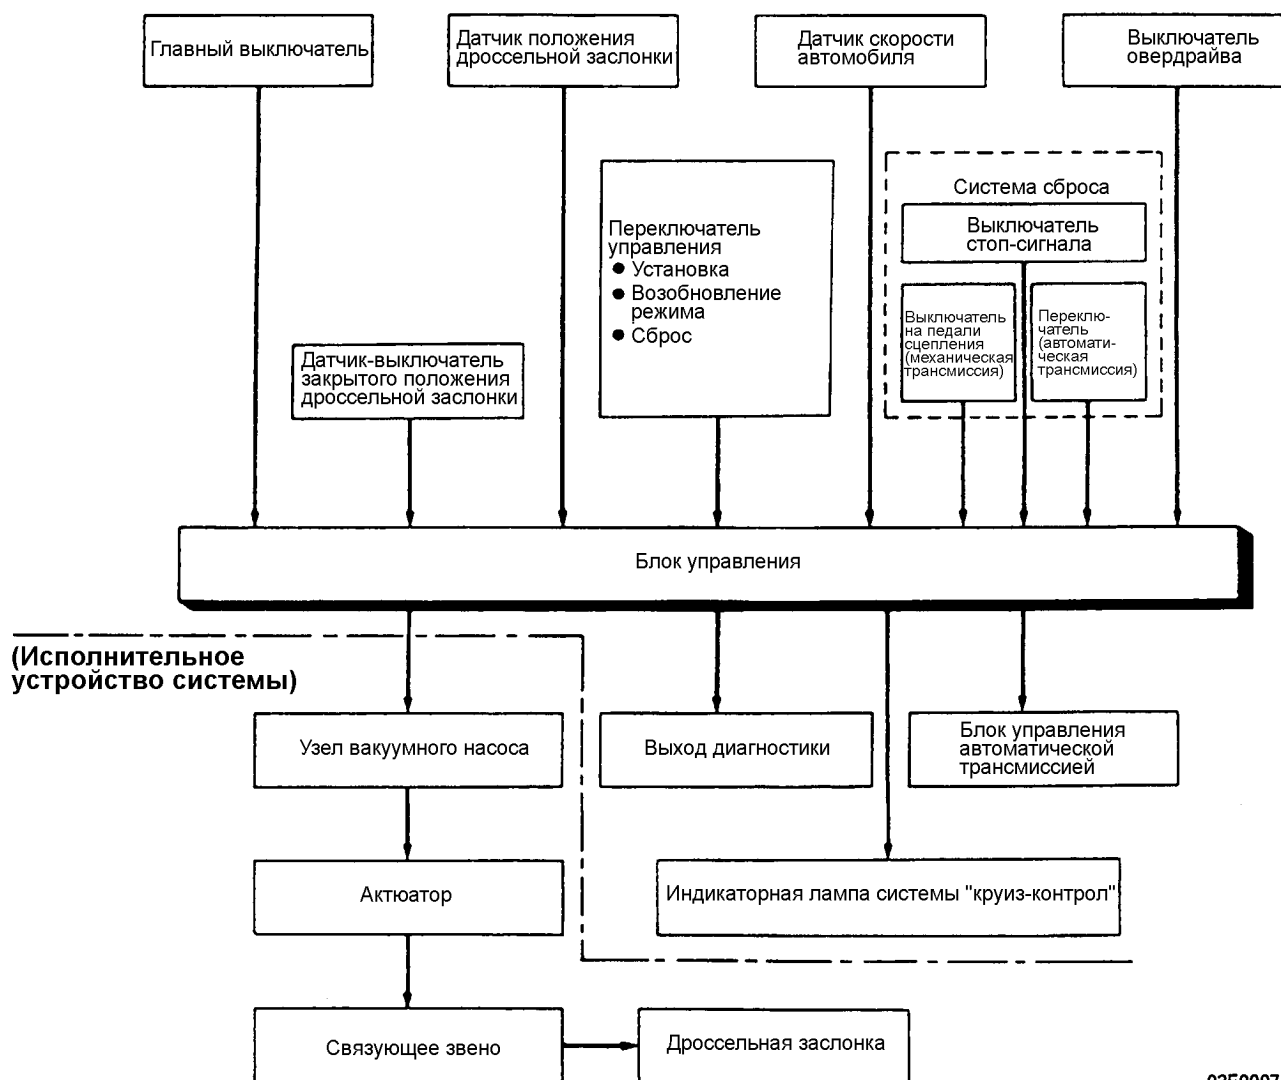 Главный выключатель
Датчик положения
дроссельной заслонки
Датчик скорости
автомобиля
Выключатель
овердрайва
Переключатель
управления
● Установка
● Возобновление
режима
● Сброс
Система сброса
Выключатель
стоп-сигнала
Выключатель
на педали
сцепления
(механическая
трансмиссия)
Переклю-
чатель
(автомати-
ческая
трансмиссия)
Датчик-выключатель
закрытого положения
дроссельной заслонки
Блок управления
(Исполнительное
устройство системы)
Узел вакуумного насоса
Выход диагностики
Блок управления
автоматической
трансмиссией
Актюатор
Индикаторная лампа системы "круиз-контрол"
Связующее звено
Дроссельная заслонка